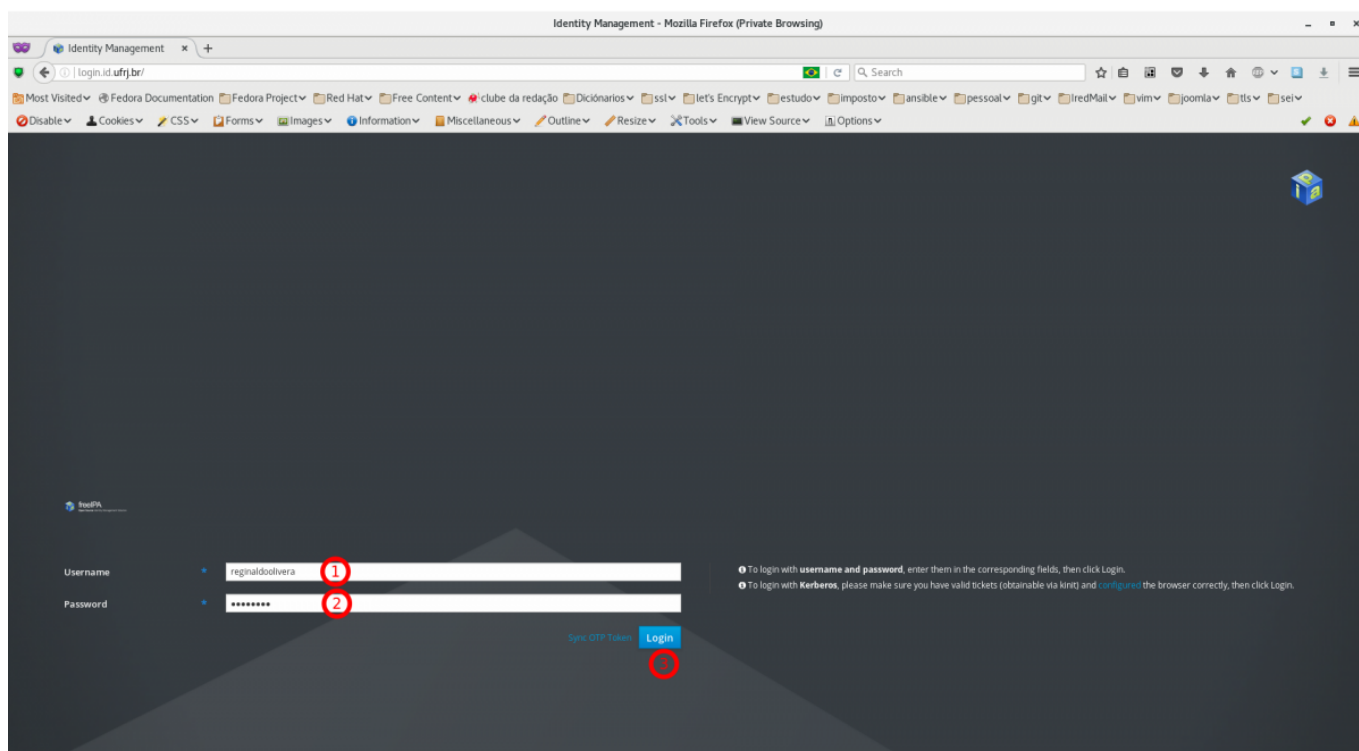 Identity Management - Mozilla Firefox (Private Browsing)
Identity Management × +
login.id.ufrj.br/ Search
Most Visited Fedora Documentation Fedora Project Red Hat Free Content clube da redação Diciónarios ssl let's Encrypt estudo imposto ansible pessoal git IredMail vim joomla tls sei
Disable Cookies CSS Forms Images Information Miscellaneous Outline Resize Tools View Source Options
freeIPA
Username * reginaldoolivera 1
To login with username and password, enter them in the corresponding fields, then click Login.
To login with Kerberos, please make sure you have valid tickets (obtainable via kinit) and configured the browser correctly, then click Login.
Password * •••••••• 2
Sync OTP Token Login
3